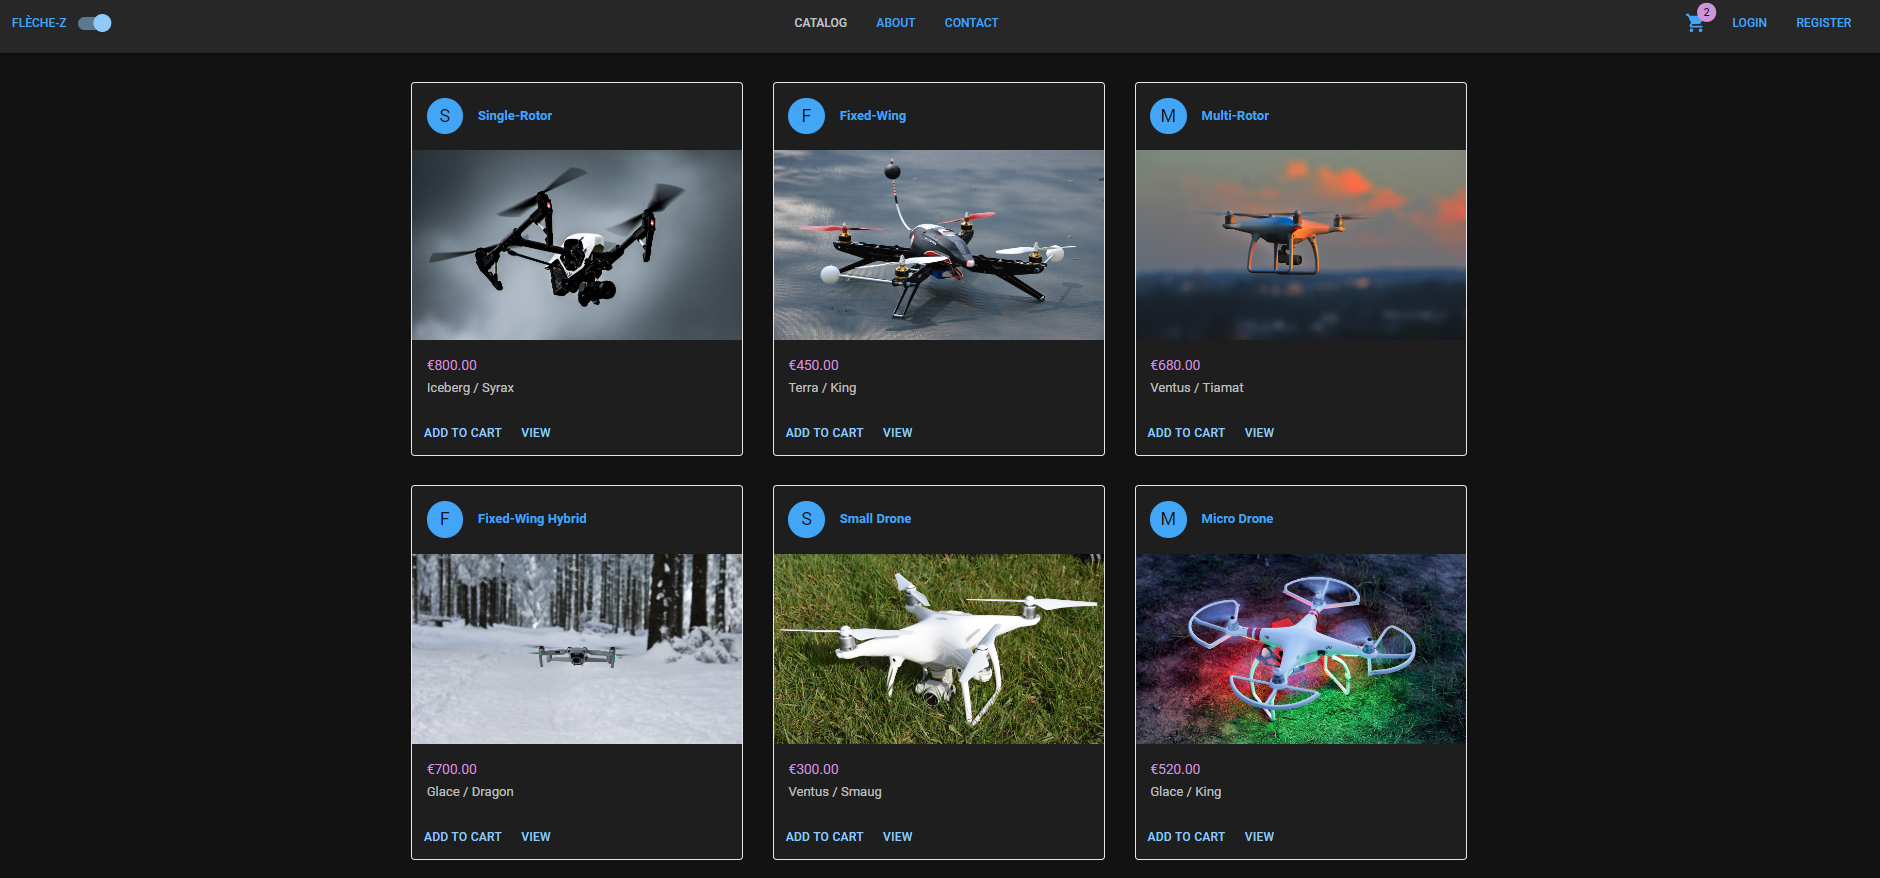 FLÈCHE-Z
CATALOG ABOUT CONTACT
2 LOGIN REGISTER
S Single-Rotor
€800.00
Iceberg / Syrax
ADD TO CART VIEW
F Fixed-Wing
€450.00
Terra / King
ADD TO CART VIEW
M Multi-Rotor
€680.00
Ventus / Tiamat
ADD TO CART VIEW
F Fixed-Wing Hybrid
€700.00
Glace / Dragon
ADD TO CART VIEW
S Small Drone
€300.00
Ventus / Smaug
ADD TO CART VIEW
M Micro Drone
€520.00
Glace / King
ADD TO CART VIEW